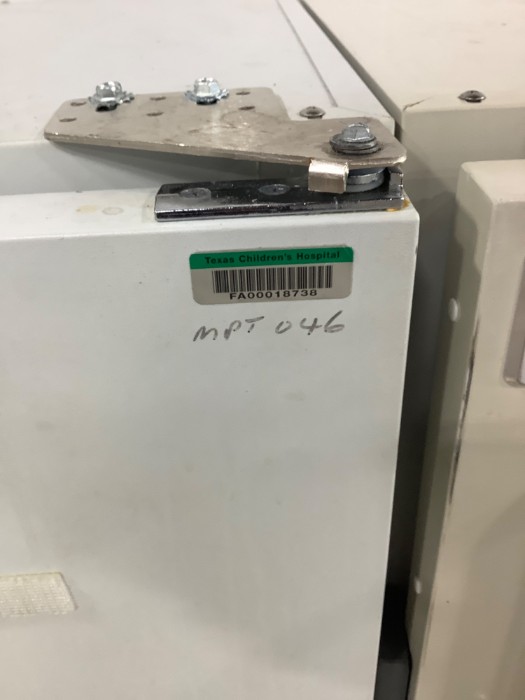 Texas Children's Hospital
FA00018738
MPT 046